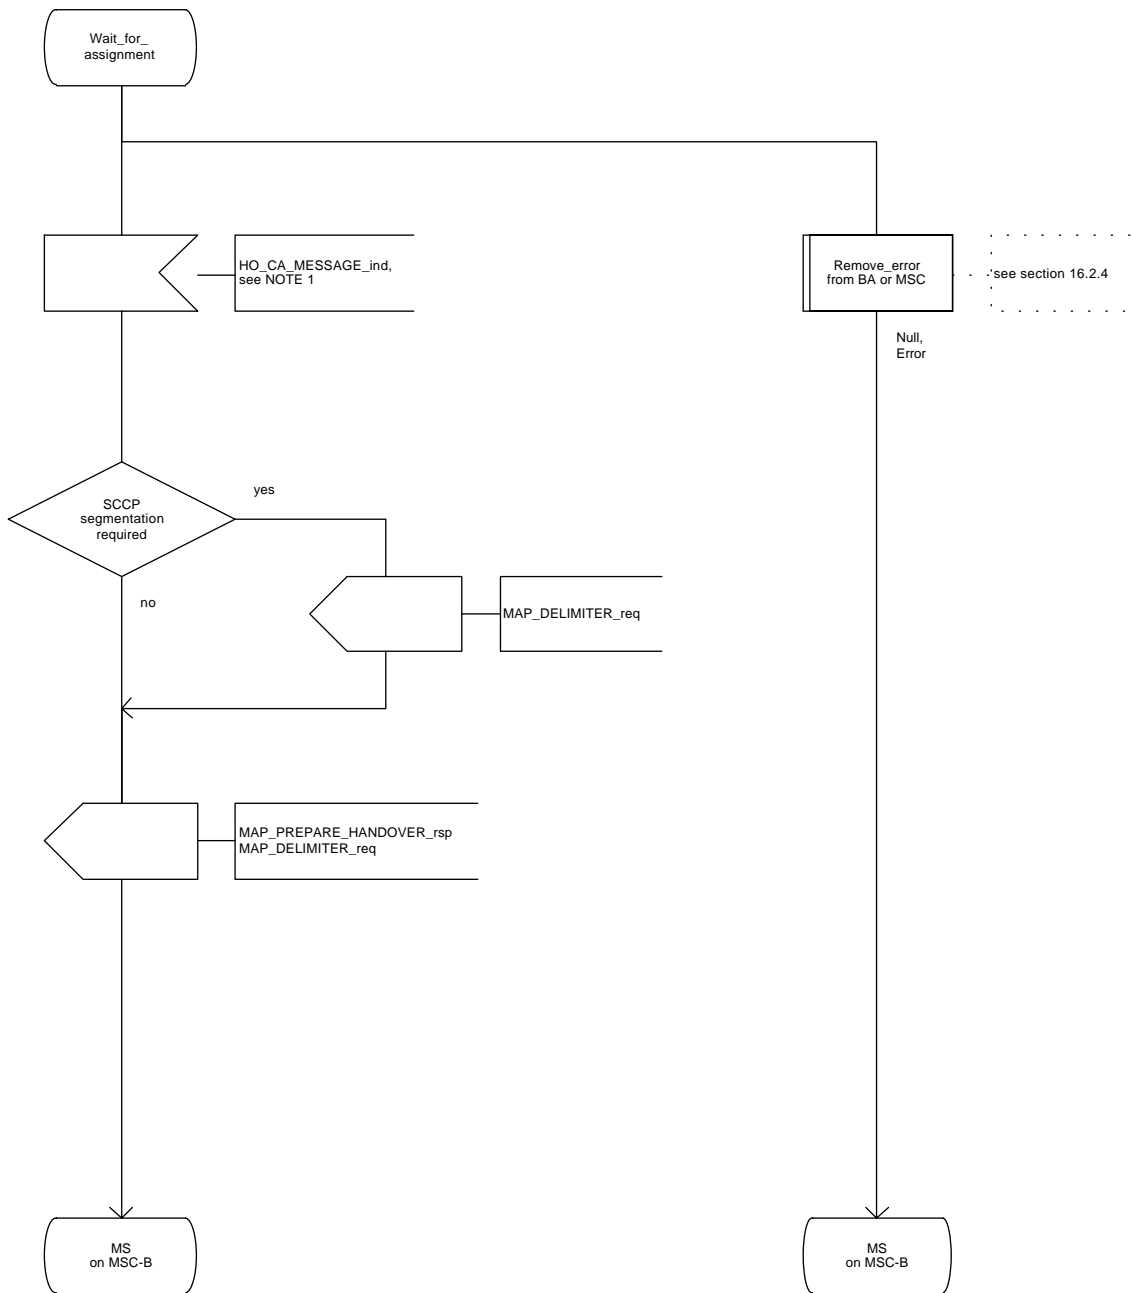 Wait_for_
assignment
HO_CA_MESSAGE_ind,
see NOTE 1
Remove_error
from BA or MSC
see section 16.2.4
Null,
Error
SCCP
segmentation
required
yes
no
MAP_DELIMITER_req
MAP_PREPARE_HANDOVER_rsp
MAP_DELIMITER_req
MS
on MSC-B
MS
on MSC-B